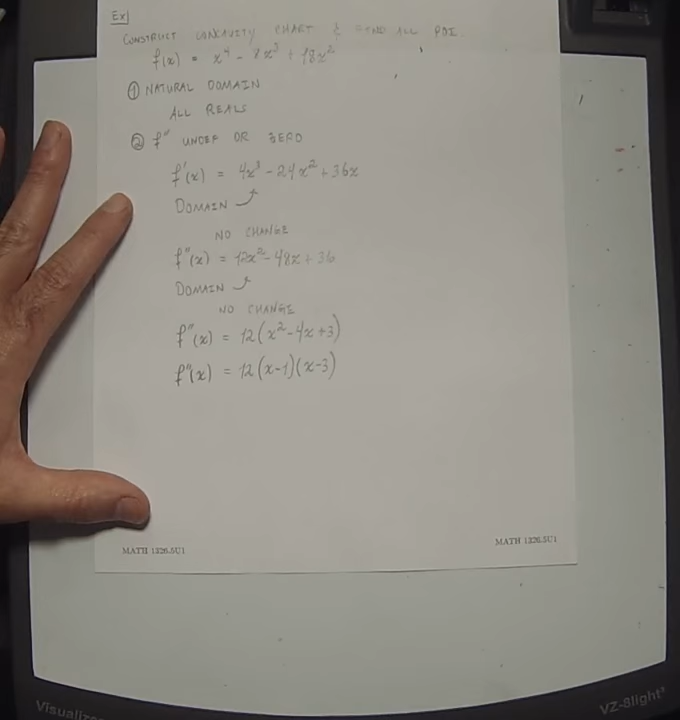 Ex
CONSTRUCT CONCAVITY CHART & FIND ALL POI.
f(x) = x⁴ - 8x³ + 18x²
① NATURAL DOMAIN
ALL REALS
② f" UNDEF OR ZERO
f'(x) = 4x³ - 24x² + 36x
DOMAIN
NO CHANGE
f"(x) = 12x² - 48x + 36
DOMAIN
NO CHANGE
f"(x) = 12(x² - 4x + 3)
f"(x) = 12(x-1)(x-3)
MATH 1326.5U1
MATH 1326.5U1
Visualiz
VZ-8light³